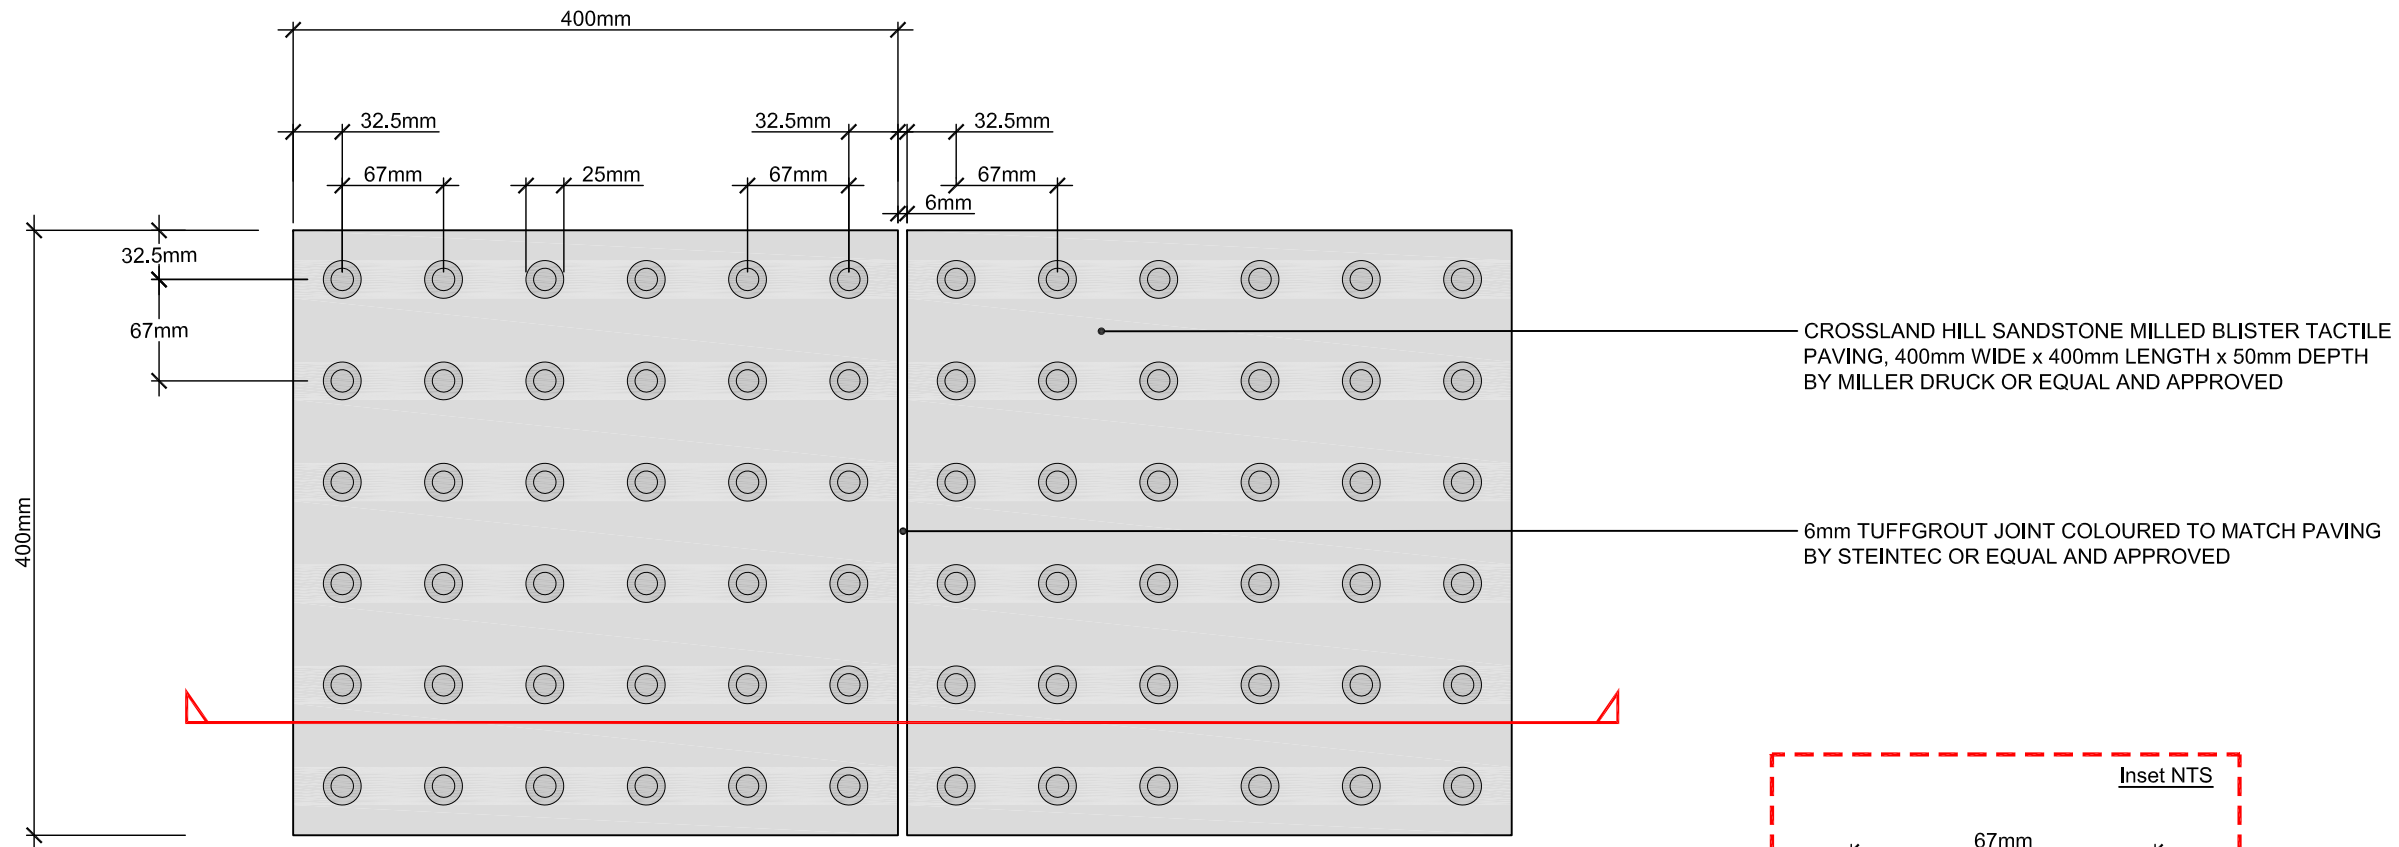 400mm
32.5mm
32.5mm
32.5mm
67mm
25mm
67mm
67mm
6mm
32.5mm
67mm
400mm
CROSSLAND HILL SANDSTONE MILLED BLISTER TACTILE
PAVING, 400mm WIDE x 400mm LENGTH x 50mm DEPTH
BY MILLER DRUCK OR EQUAL AND APPROVED
6mm TUFFGROUT JOINT COLOURED TO MATCH PAVING
BY STEINTEC OR EQUAL AND APPROVED
Inset NTS
67mm